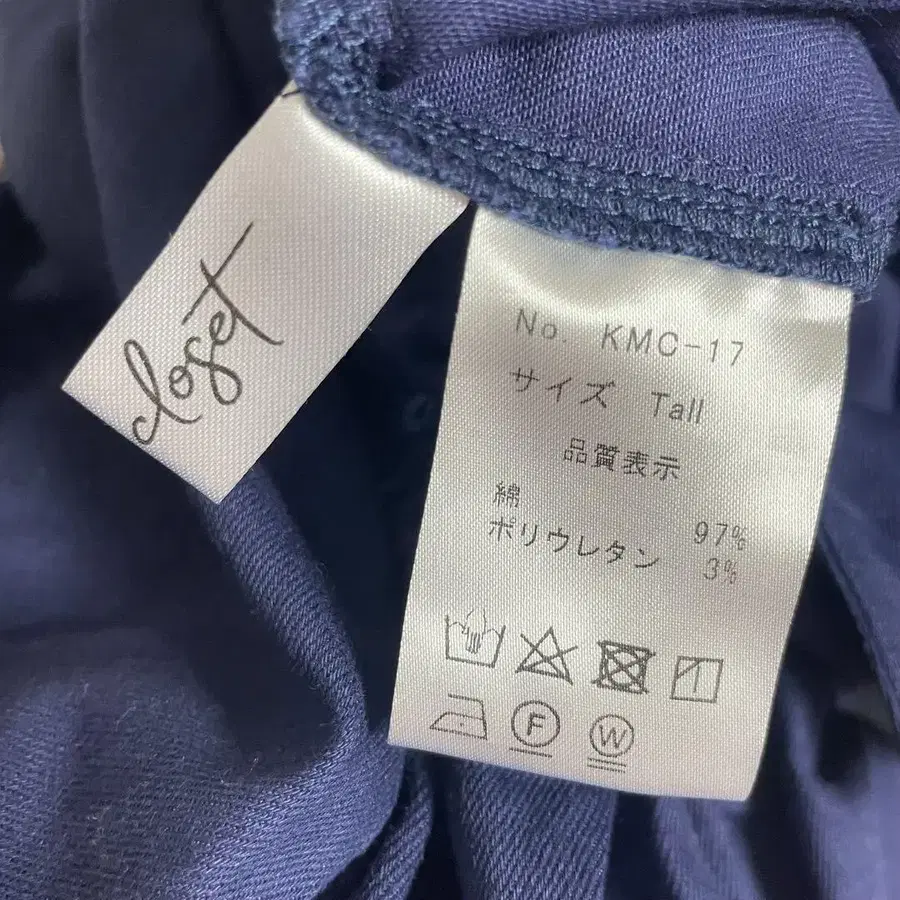 closet
No. KMC-17
サイズ Tall
品質表示
綿 97%
ポリウレタン 3%
F W